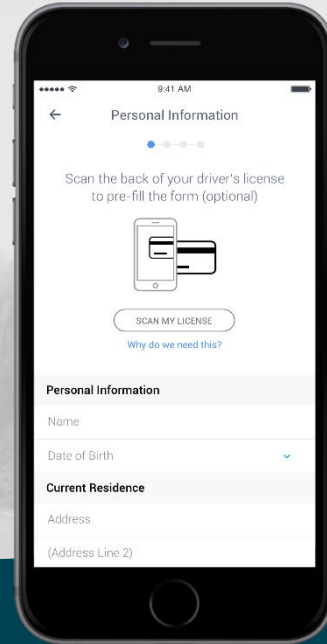 9:41 AM
Personal Information
Scan the back of your driver's license
to pre-fill the form (optional)
SCAN MY LICENSE
Why do we need this?
Personal Information
Name
Date of Birth
Current Residence
Address
(Address Line 2)